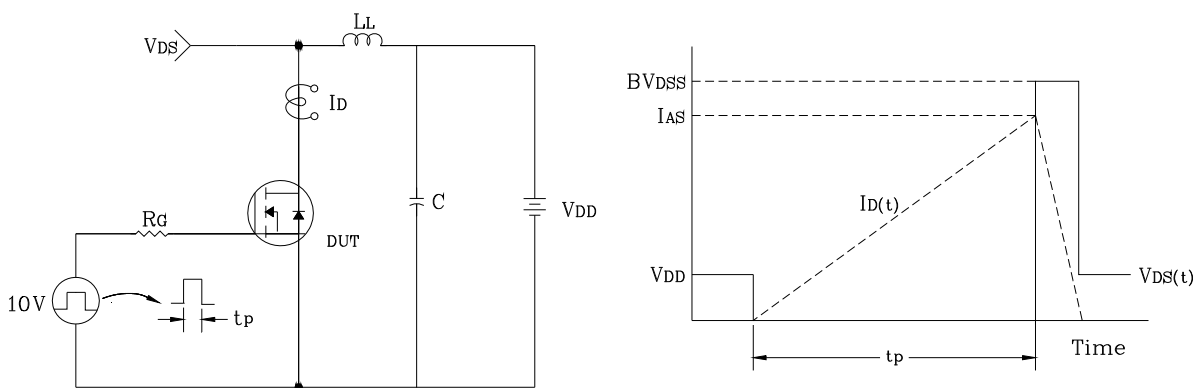 LL
VDS
ID
RG
DUT
C
VDD
10V
tp
BVDSS
IAS
ID(t)
VDD
VDS(t)
tp
Time